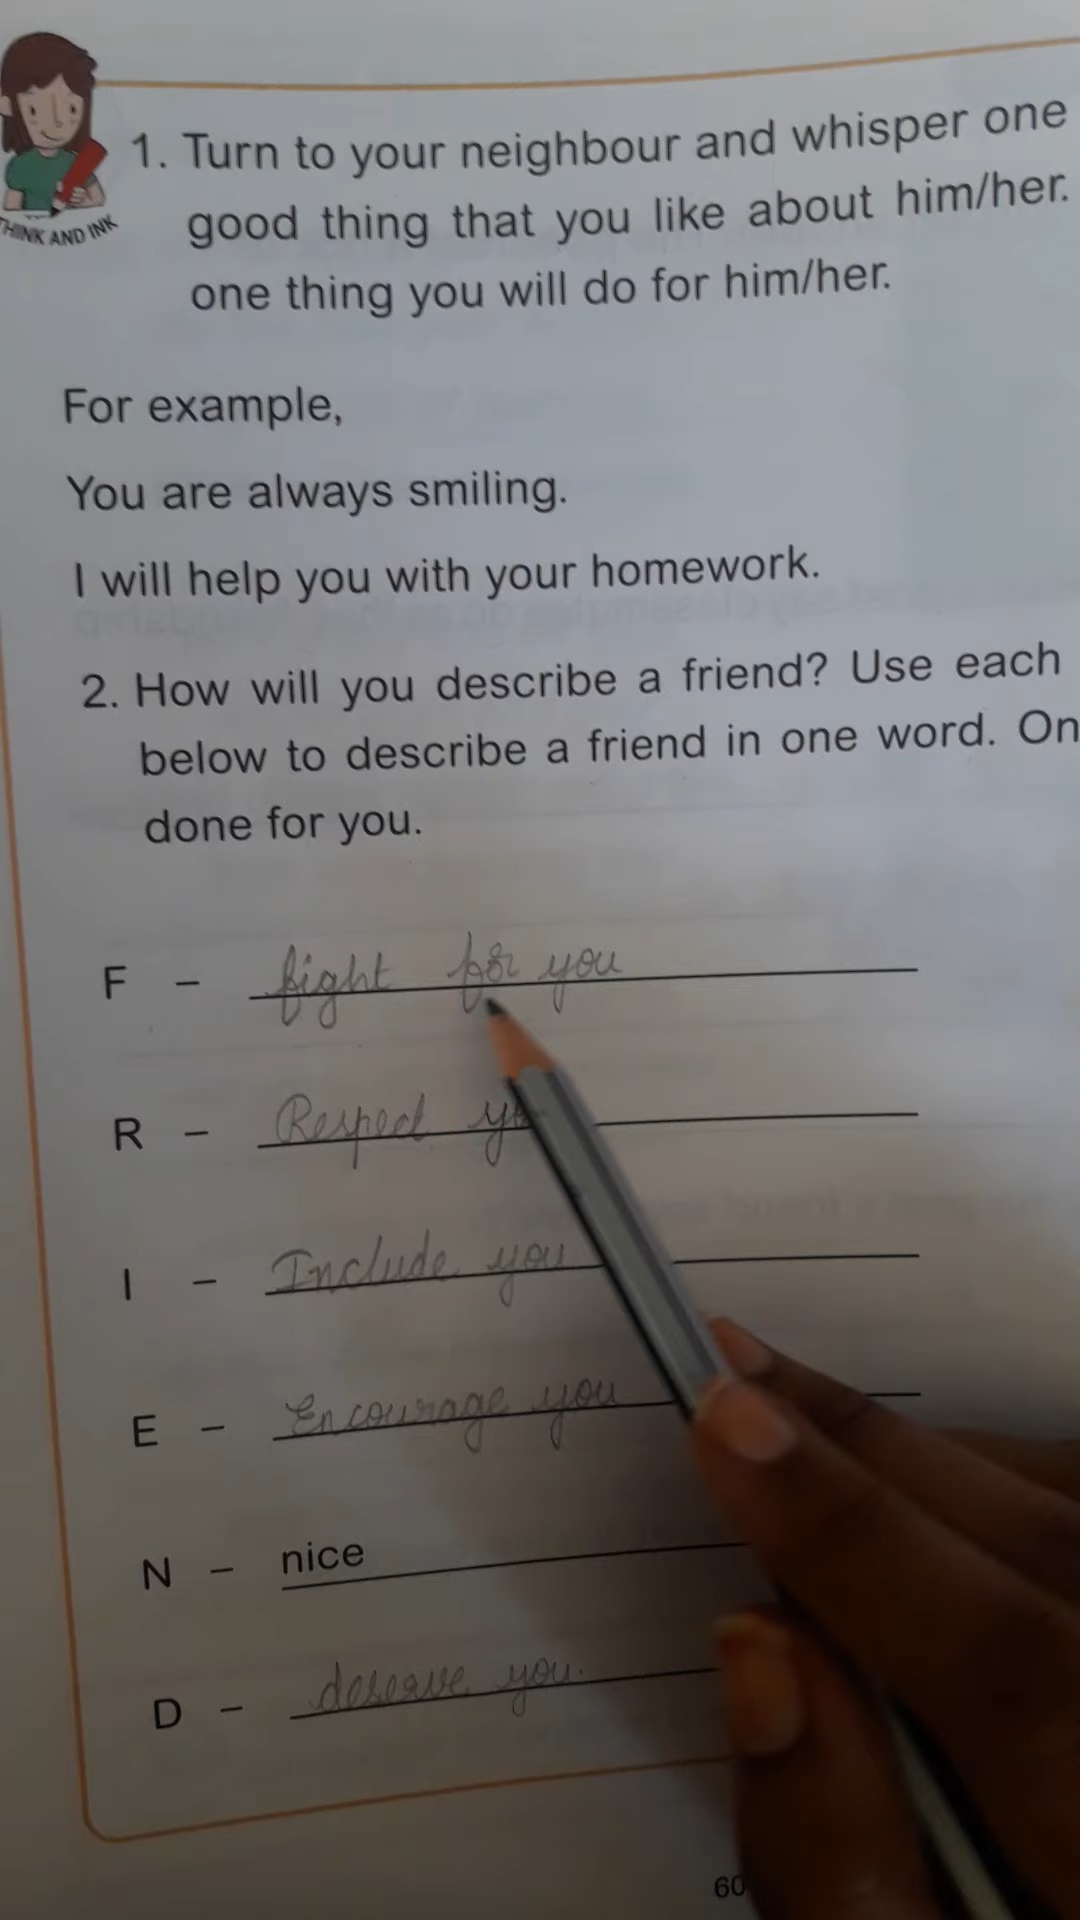 THINK AND INK
1. Turn to your neighbour and whisper one
good thing that you like about him/her.
one thing you will do for him/her.
For example,
You are always smiling.
I will help you with your homework.
2. How will you describe a friend? Use each
below to describe a friend in one word. On
done for you.
F - fight for you
R - Respect
I - Include you
E - Encourage you
N - nice
D - deserve you.
60